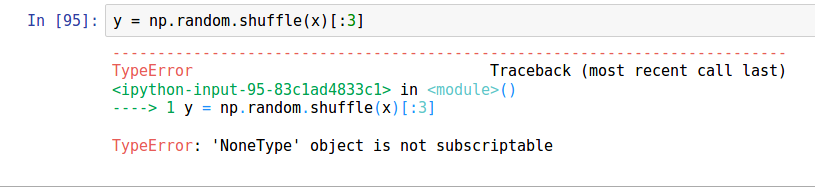 In [95]: y = np.random.shuffle(x)[:3]
---------------------------------------------------------------------------
TypeError                                 Traceback (most recent call last)
<ipython-input-95-83c1ad4833c1> in <module>()
----> 1 y = np.random.shuffle(x)[:3]
TypeError: 'NoneType' object is not subscriptable